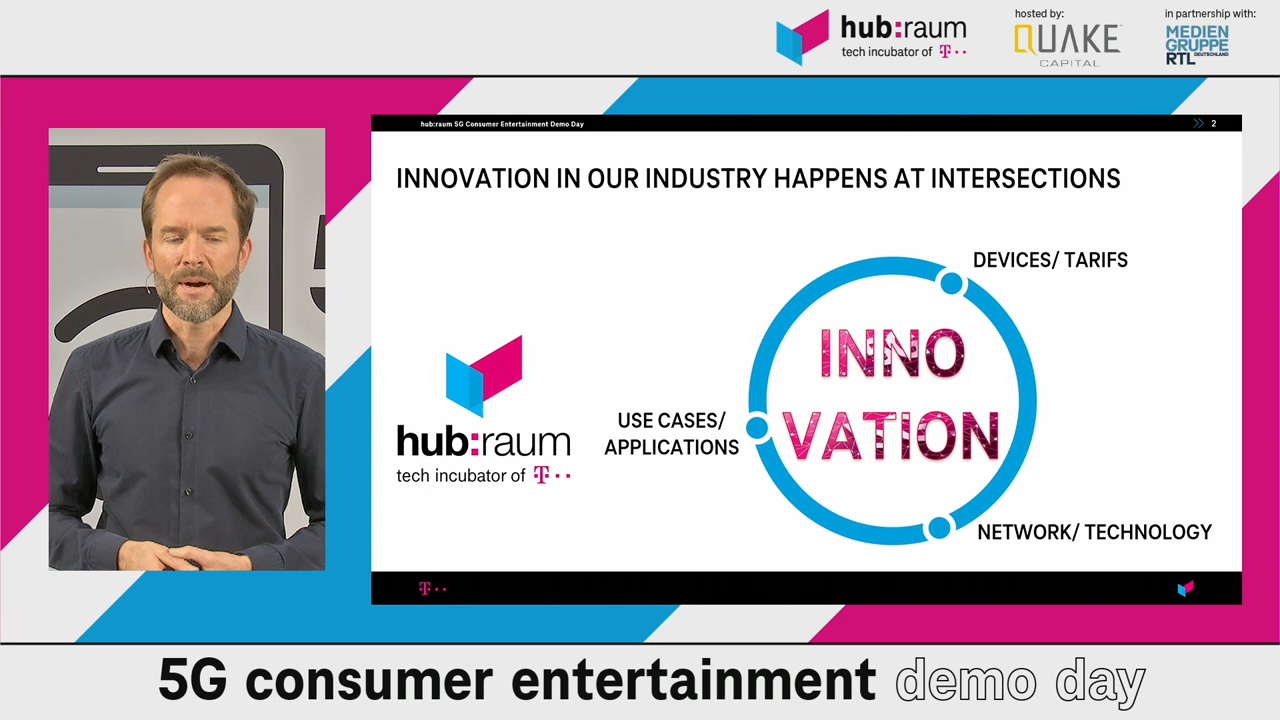 hub:raum
tech incubator of T
hosted by:
QUAKE
CAPITAL
in partnership with:
MEDIEN
GRUPPE
DEUTSCHLAND
RTL
hub:raum 5G Consumer Entertainment Demo Day
2
INNOVATION IN OUR INDUSTRY HAPPENS AT INTERSECTIONS
DEVICES/ TARIFS
INNO
VATION
USE CASES/
APPLICATIONS
hub:raum
tech incubator of T
NETWORK/ TECHNOLOGY
T
5G consumer entertainment demo day